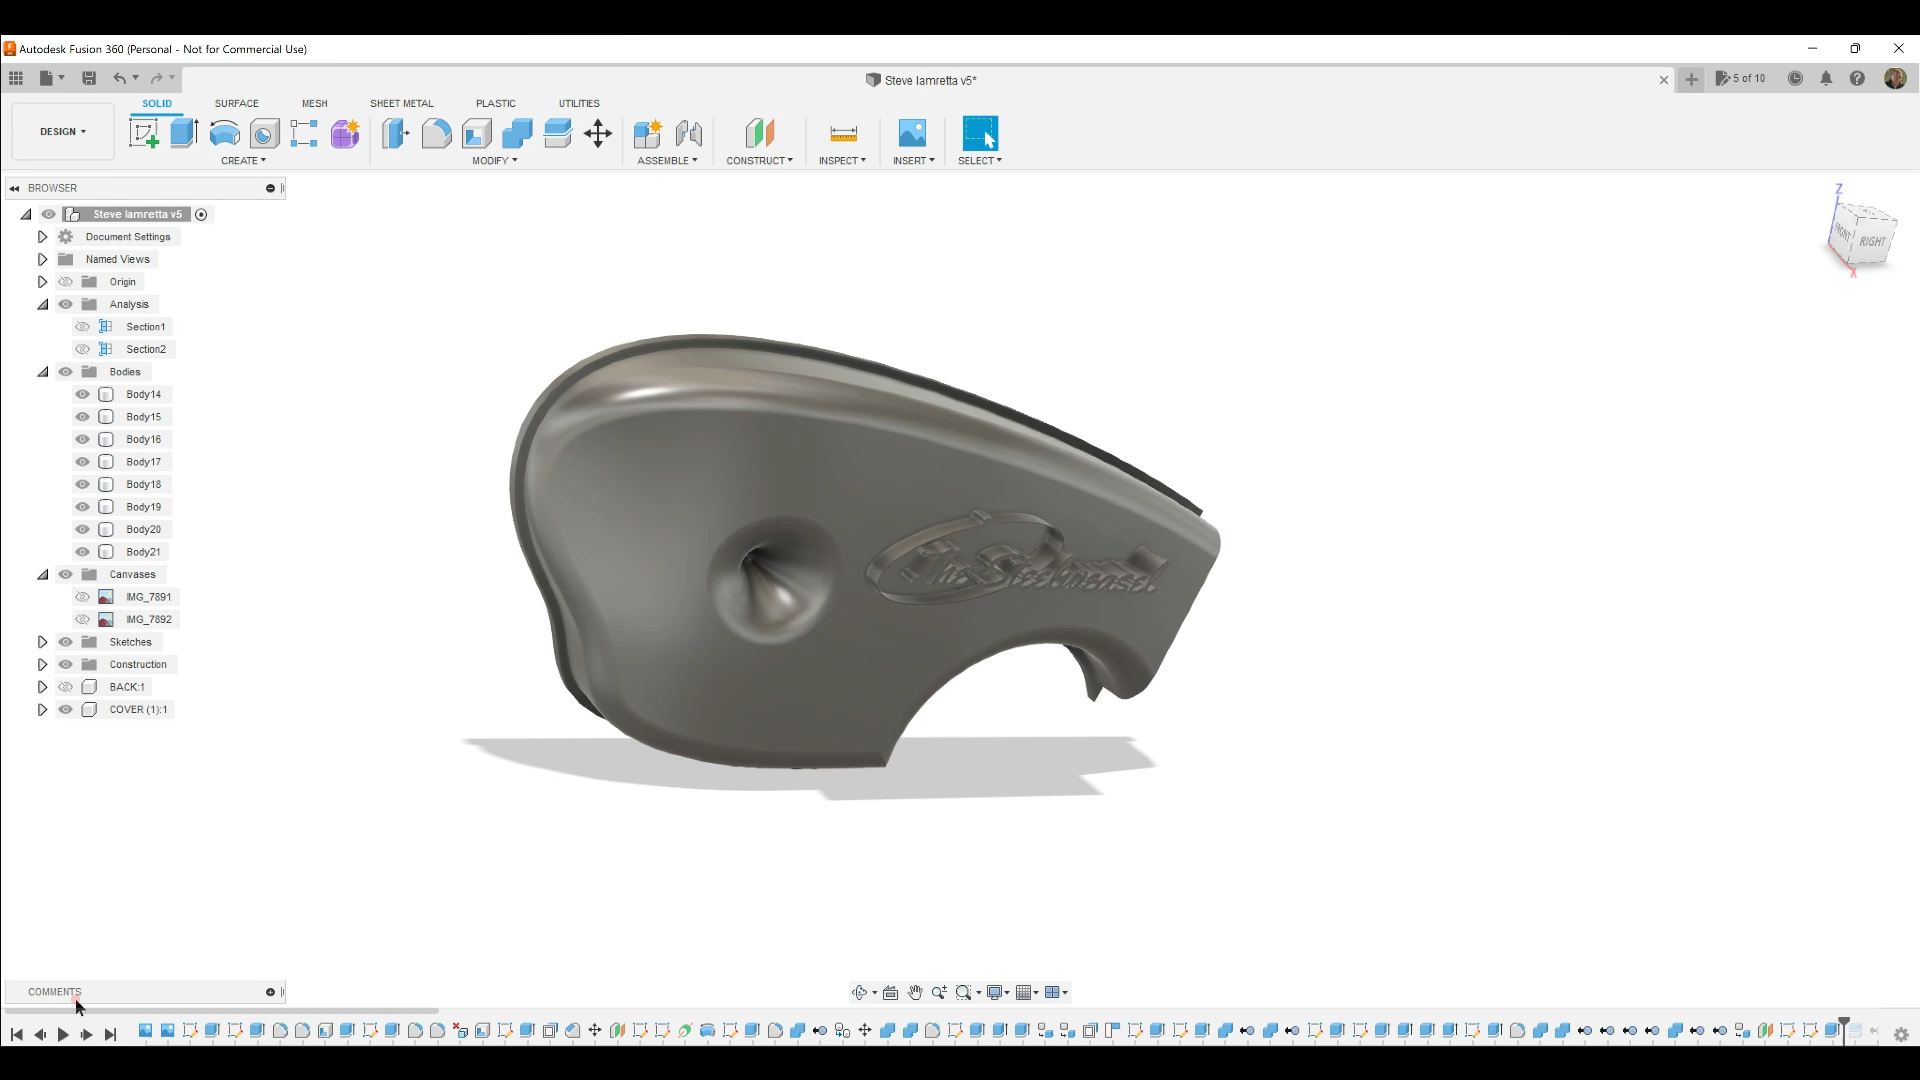 Autodesk Fusion 360 (Personal - Not for Commercial Use)
Steve lamretta v5*
5 of 10
SOLID SURFACE MESH SHEET METAL PLASTIC UTILITIES
DESIGN
CREATE MODIFY ASSEMBLE CONSTRUCT INSPECT INSERT SELECT
BROWSER
Steve lamretta v5
Document Settings
Named Views
Origin
Analysis
Section1
Section2
Bodies
Body14
Body15
Body16
Body17
Body18
Body19
Body20
Body21
Canvases
IMG_7891
IMG_7892
Sketches
Construction
BACK:1
COVER (1):1
Z
FRONT RIGHT
X
COMMENTS